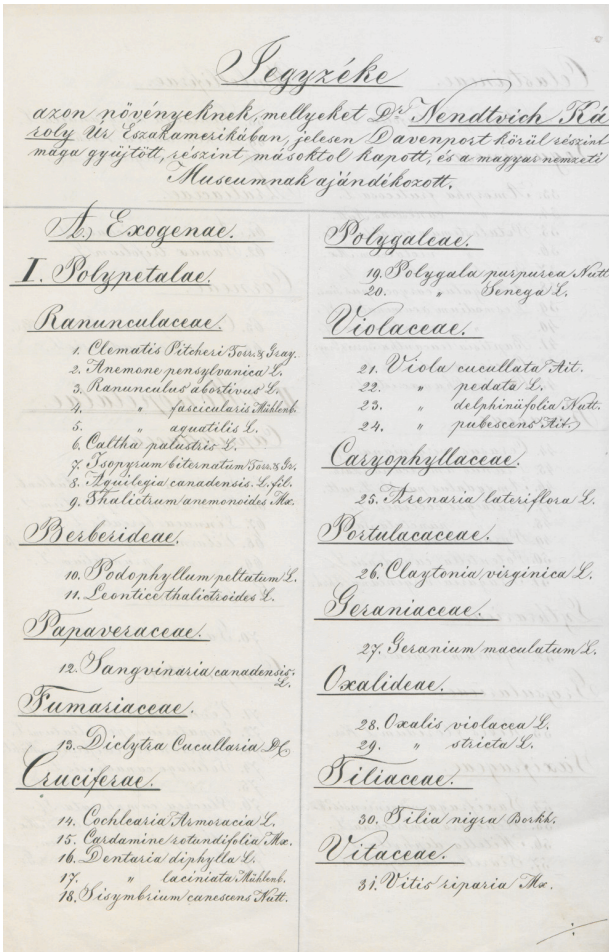 Jegyzéke
azon növényeknek, mellyeket Dr. Nendtvich Ká
roly Ur Északamerikában, jelesen Davenport körül részint
maga gyüjtött, részint másoktol kapott, és a magyar nemzeti
Museumnak ajándékozott.
A.) Exogenae.
I. Polypetalae.
Ranunculaceae.
1. Clematis Pitcheri Torr. & Gray.
2. Anemone pensylvanica L.
3. Ranunculus abortivus L.
4. " fascicularis Mühlenb.
5. " aquatilis L.
6. Caltha palustris L.
7. Isopyrum biternatum Torr. & Gr.
8. Aquilegia canadensis. L. fil.
9. Thalictrum anemonoides Mx.
Berberideae.
10. Podophyllum peltatum L.
11. Leontice thalictroides L.
Papaveraceae.
12. Sangvinaria canadensis.
L.
Fumariaceae.
13. Diclytra Cucullaria DC
Cruciferae.
14. Cochlearia Armoracia L.
15. Cardamine rotundifolia Mx.
16. Dentaria diphylla L.
17. " laciniata Mühlenb.
18. Sisymbrium canescens Nutt.
Polygaleae.
19. Polygala purpurea Nutt.
20. " Senega L.
Violaceae.
21. Viola cucullata Ait.
22. " pedata L.
23. " delphinüfolia Nutt.
24. " pubescens Ait.
Caryophyllaceae.
25. Arenaria lateriflora L.
Portulacaceae.
26. Claytonia virginica L.
Geraniaceae.
27. Geranium maculatum L.
Oxalideae.
28. Oxalis violacea L.
29. " stricta L.
Tiliaceae.
30. Tilia nigra Borkh.
Vitaceae.
31. Vitis riparia Mx.